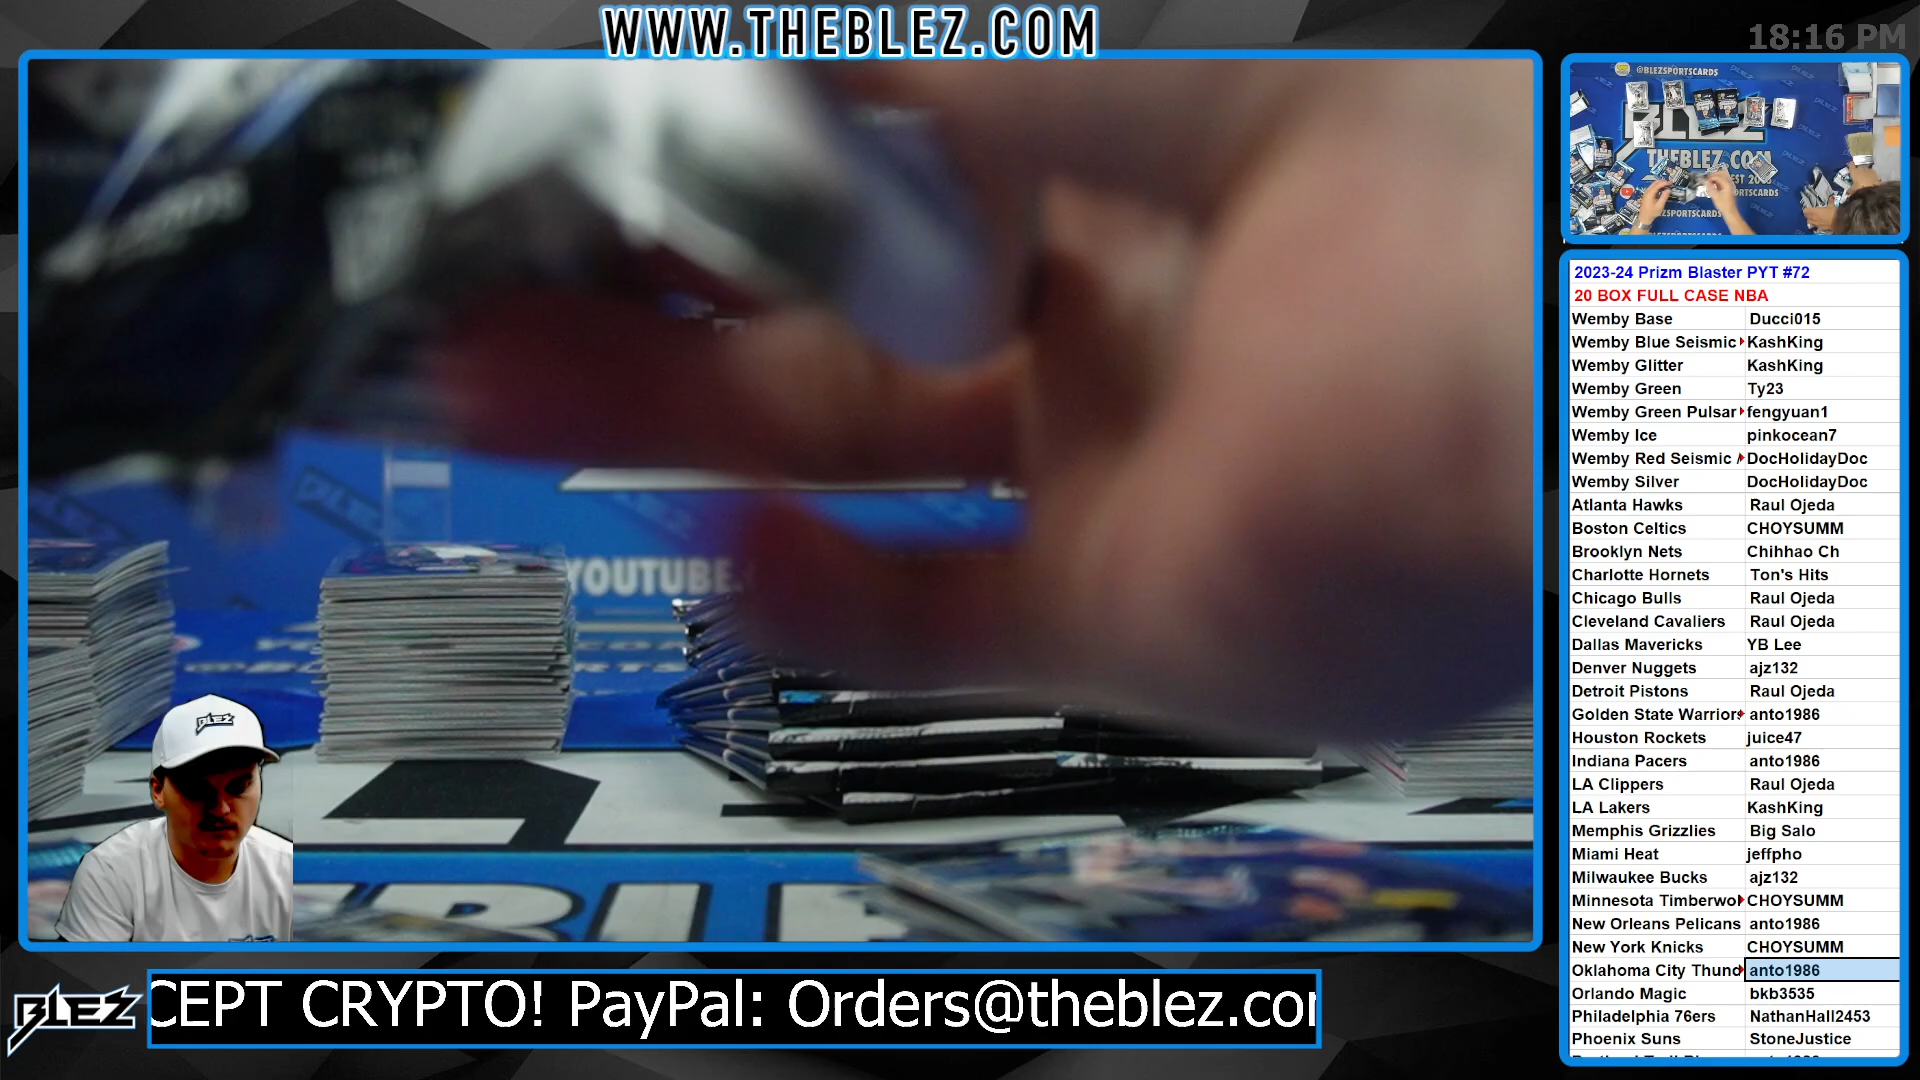 WWW.THEBLEZ.COM
18:16 PM
@BLEZSPORTSCARDS
BLEZ
THEBLEZ.COM
YOUTUBE.
BLEZ
2023-24 Prizm Blaster PYT #72
20 BOX FULL CASE NBA
Wemby Base Ducci015
Wemby Blue Seismic KashKing
Wemby Glitter KashKing
Wemby Green Ty23
Wemby Green Pulsar fengyuan1
Wemby Ice pinkocean7
Wemby Red Seismic DocHolidayDoc
Wemby Silver DocHolidayDoc
Atlanta Hawks Raul Ojeda
Boston Celtics CHOYSUMM
Brooklyn Nets Chihhao Ch
Charlotte Hornets Ton's Hits
Chicago Bulls Raul Ojeda
Cleveland Cavaliers Raul Ojeda
Dallas Mavericks YB Lee
Denver Nuggets ajz132
Detroit Pistons Raul Ojeda
Golden State Warriors anto1986
Houston Rockets juice47
Indiana Pacers anto1986
LA Clippers Raul Ojeda
LA Lakers KashKing
Memphis Grizzlies Big Salo
Miami Heat jeffpho
Milwaukee Bucks ajz132
Minnesota Timberwol CHOYSUMM
New Orleans Pelicans anto1986
New York Knicks CHOYSUMM
Oklahoma City Thund anto1986
Orlando Magic bkb3535
Philadelphia 76ers NathanHall2453
Phoenix Suns StoneJustice
BLEZ
CEPT CRYPTO! PayPal: Orders@theblez.com